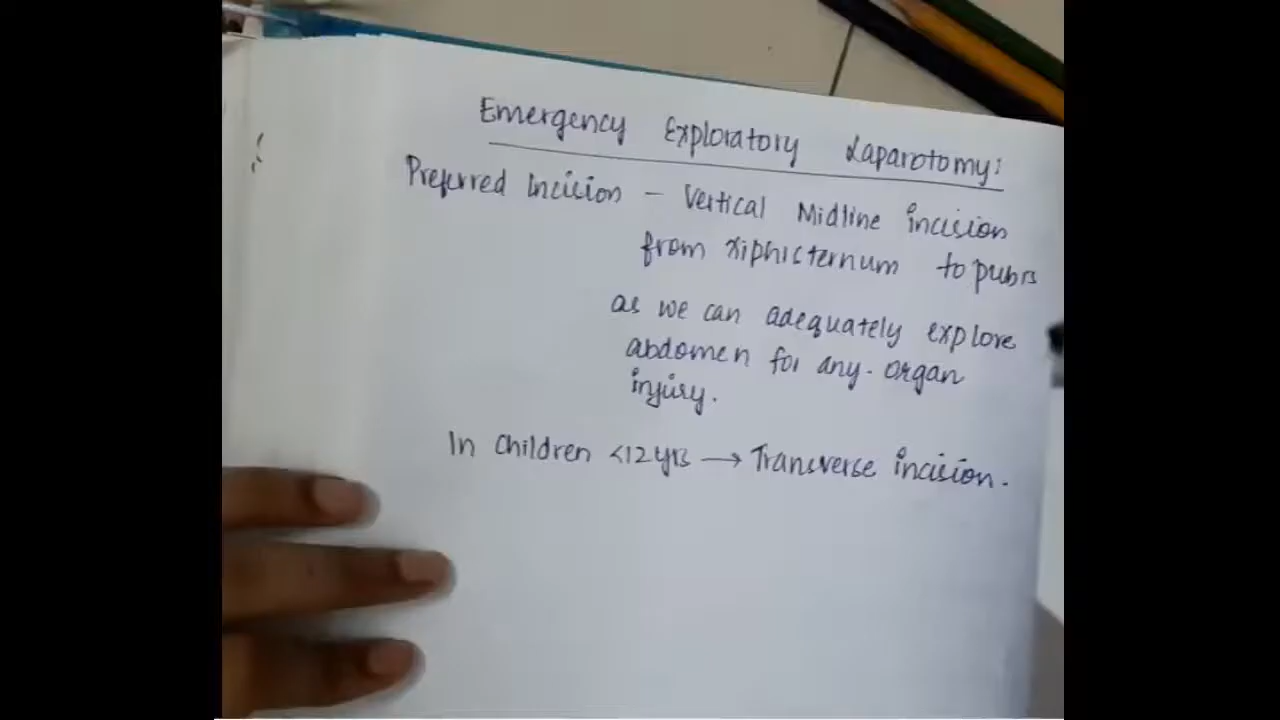 Emergency Exploratory Laparotomy:
Preferred Incision - Vertical Midline incision
from xiphisternum to pubis
as we can adequately explore
abdomen for any organ
injury.
In children <12 yrs → Transverse incision.